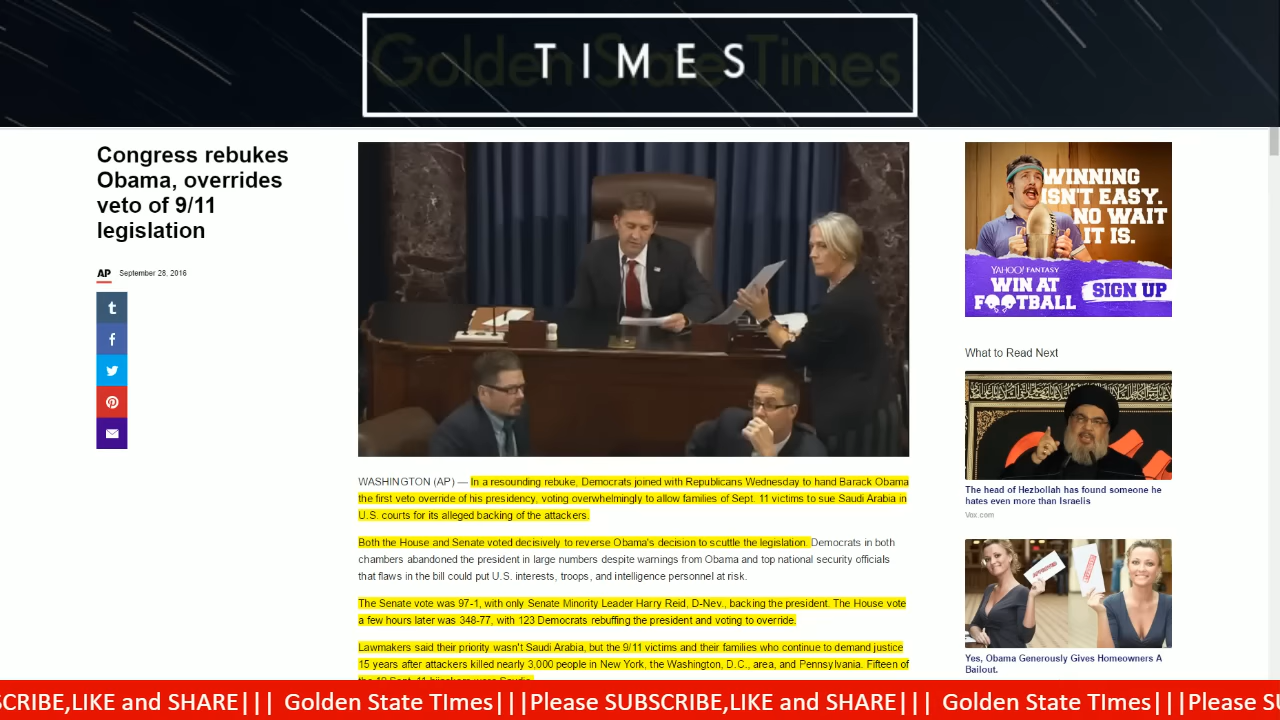 Golden State Times
TIMES
Congress rebukes
Obama, overrides
veto of 9/11
legislation
AP September 28, 2016
WINNING
ISN'T EASY.
NO WAIT
IT IS.
YAHOO! FANTASY
WIN AT
FOOTBALL
SIGN UP
What to Read Next
The head of Hezbollah has found someone he
hates even more than Israelis
Vox.com
Yes, Obama Generously Gives Homeowners A
Bailout.
WASHINGTON (AP) — In a resounding rebuke, Democrats joined with Republicans Wednesday to hand Barack Obama
the first veto override of his presidency, voting overwhelmingly to allow families of Sept. 11 victims to sue Saudi Arabia in
U.S. courts for its alleged backing of the attackers.
Both the House and Senate voted decisively to reverse Obama's decision to scuttle the legislation. Democrats in both
chambers abandoned the president in large numbers despite warnings from Obama and top national security officials
that flaws in the bill could put U.S. interests, troops, and intelligence personnel at risk.
The Senate vote was 97-1, with only Senate Minority Leader Harry Reid, D-Nev., backing the president. The House vote
a few hours later was 348-77, with 123 Democrats rebuffing the president and voting to override.
Lawmakers said their priority wasn't Saudi Arabia, but the 9/11 victims and their families who continue to demand justice
15 years after attackers killed nearly 3,000 people in New York, the Washington, D.C., area, and Pennsylvania. Fifteen of
SCRIBE,LIKE and SHARE||| Golden State TImes|||Please SUBSCRIBE,LIKE and SHARE||| Golden State TImes|||Please SU